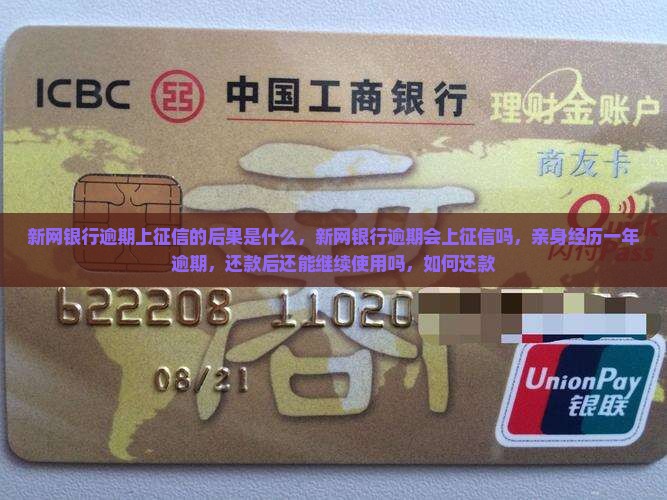 ICBC 中国工商银行 理财金账户
商友卡
商
新网银行逾期上征信的后果是什么，新网银行逾期会上征信吗，亲身经历一年
逾期，还款后还能继续使用吗，如何还款
Pass
622208 11020
08/21
UnionPay
银联